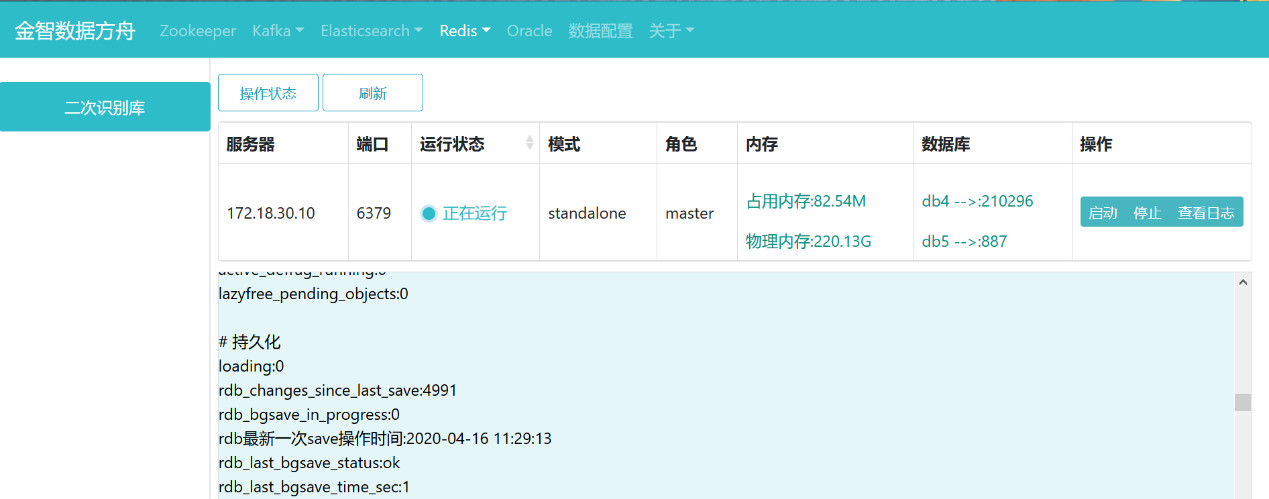 金智数据方舟 Zookeeper Kafka Elasticsearch Redis Oracle 数据配置 关于
二次识别库
操作状态 刷新
服务器 端口 运行状态 模式 角色 内存 数据库 操作
172.18.30.10 6379 正在运行 standalone master 占用内存:82.54M 物理内存:220.13G db4 -->:210296 db5 -->:887 启动 停止 查看日志
active_defrag_running:0
lazyfree_pending_objects:0
# 持久化
loading:0
rdb_changes_since_last_save:4991
rdb_bgsave_in_progress:0
rdb最新一次save操作时间:2020-04-16 11:29:13
rdb_last_bgsave_status:ok
rdb_last_bgsave_time_sec:1